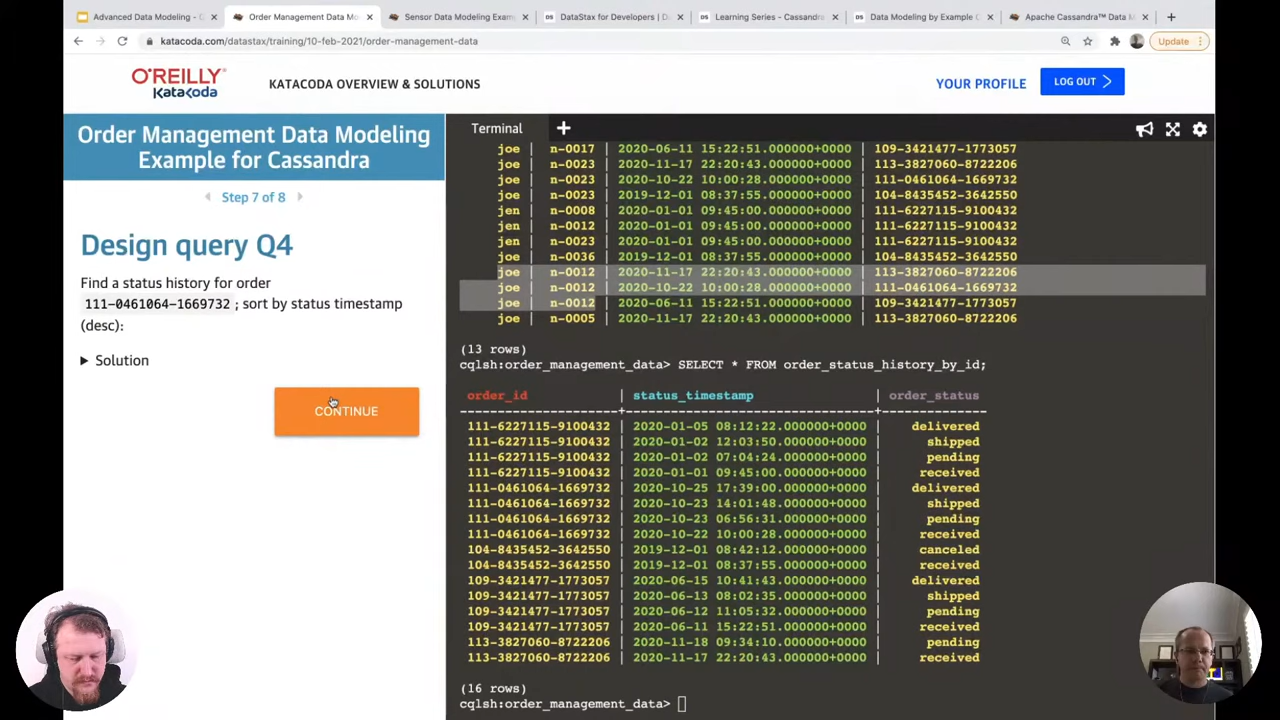 Advanced Data Modeling -
Order Management Data Mo
Sensor Data Modeling Exam
DataStax for Developers | D
Learning Series - Cassandra
Data Modeling by Example
Apache Cassandra™ Data M
katacoda.com/datastax/training/10-feb-2021/order-management-data
Update
O'REILLY
KATACODA
KATACODA OVERVIEW & SOLUTIONS
YOUR PROFILE
LOG OUT
Order Management Data Modeling
Example for Cassandra
Step 7 of 8
Design query Q4
Find a status history for order
111-0461064-1669732 ; sort by status timestamp
(desc):
Solution
CONTINUE
Terminal
joe | n-0017 | 2020-06-11 15:22:51.000000+0000 | 109-3421477-1773057
joe | n-0023 | 2020-11-17 22:20:43.000000+0000 | 113-3827060-8722206
joe | n-0023 | 2020-10-22 10:00:28.000000+0000 | 111-0461064-1669732
joe | n-0023 | 2019-12-01 08:37:55.000000+0000 | 104-8435452-3642550
jen | n-0008 | 2020-01-01 09:45:00.000000+0000 | 111-6227115-9100432
jen | n-0012 | 2020-01-01 09:45:00.000000+0000 | 111-6227115-9100432
jen | n-0023 | 2020-01-01 09:45:00.000000+0000 | 111-6227115-9100432
joe | n-0036 | 2019-12-01 08:37:55.000000+0000 | 104-8435452-3642550
joe | n-0012 | 2020-11-17 22:20:43.000000+0000 | 113-3827060-8722206
joe | n-0012 | 2020-10-22 10:00:28.000000+0000 | 111-0461064-1669732
joe | n-0012 | 2020-06-11 15:22:51.000000+0000 | 109-3421477-1773057
joe | n-0005 | 2020-11-17 22:20:43.000000+0000 | 113-3827060-8722206
(13 rows)
cqlsh:order_management_data> SELECT * FROM order_status_history_by_id;
order_id | status_timestamp | order_status
111-6227115-9100432 | 2020-01-05 08:12:22.000000+0000 | delivered
111-6227115-9100432 | 2020-01-02 12:03:50.000000+0000 | shipped
111-6227115-9100432 | 2020-01-02 07:04:24.000000+0000 | pending
111-6227115-9100432 | 2020-01-01 09:45:00.000000+0000 | received
111-0461064-1669732 | 2020-10-25 17:39:00.000000+0000 | delivered
111-0461064-1669732 | 2020-10-23 14:01:48.000000+0000 | shipped
111-0461064-1669732 | 2020-10-23 06:56:31.000000+0000 | pending
111-0461064-1669732 | 2020-10-22 10:00:28.000000+0000 | received
104-8435452-3642550 | 2019-12-01 08:42:12.000000+0000 | canceled
104-8435452-3642550 | 2019-12-01 08:37:55.000000+0000 | received
109-3421477-1773057 | 2020-06-15 10:41:43.000000+0000 | delivered
109-3421477-1773057 | 2020-06-13 08:02:35.000000+0000 | shipped
109-3421477-1773057 | 2020-06-12 11:05:32.000000+0000 | pending
109-3421477-1773057 | 2020-06-11 15:22:51.000000+0000 | received
113-3827060-8722206 | 2020-11-18 09:34:10.000000+0000 | pending
113-3827060-8722206 | 2020-11-17 22:20:43.000000+0000 | received
(16 rows)
cqlsh:order_management_data>